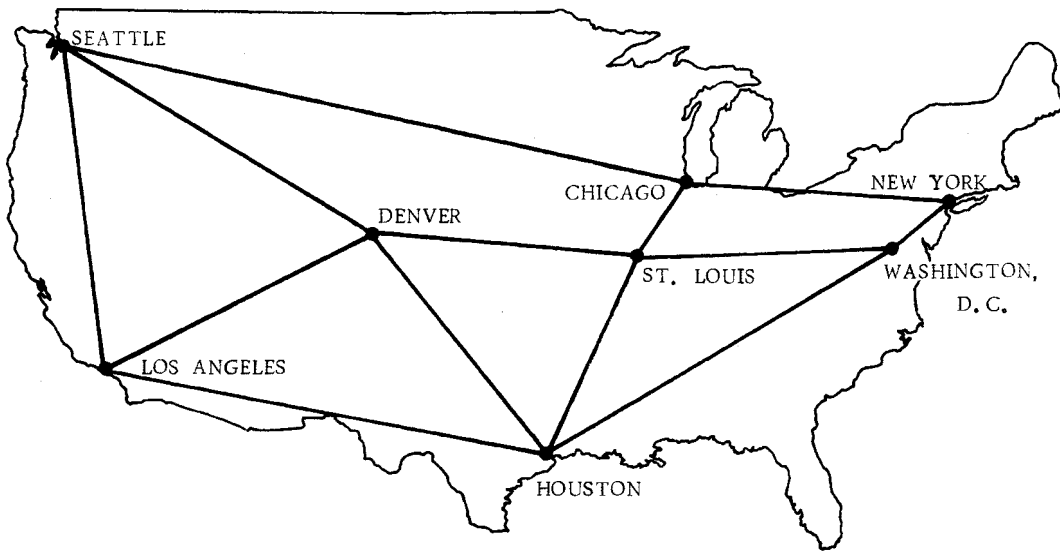 SEATTLE
CHICAGO
NEW YORK
DENVER
ST. LOUIS
WASHINGTON,
D.C.
LOS ANGELES
HOUSTON